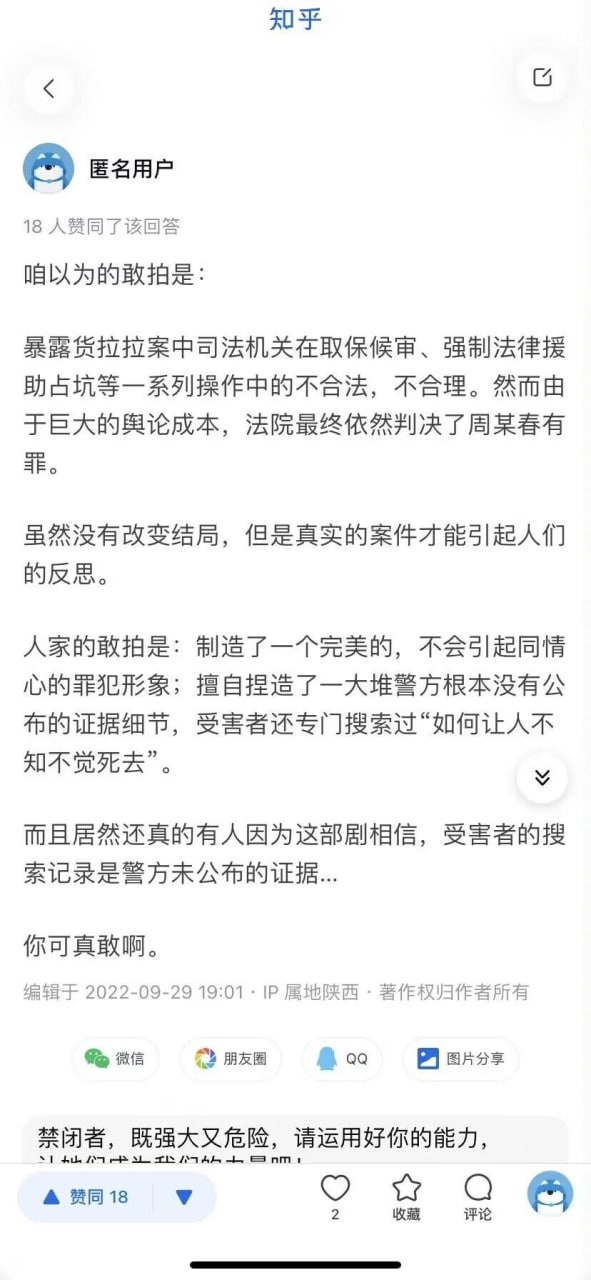 知乎
匿名用户
18 人赞同了该回答
咱以为的敢拍是：
暴露货拉拉案中司法机关在取保候审、强制法律援
助占坑等一系列操作中的不合法，不合理。然而由
于巨大的舆论成本，法院最终依然判决了周某春有
罪。
虽然没有改变结局，但是真实的案件才能引起人们
的反思。
人家的敢拍是：制造了一个完美的，不会引起同情
心的罪犯形象；擅自捏造了一大堆警方根本没有公
布的证据细节，受害者还专门搜索过“如何让人不
知不觉死去”。
而且居然还真的有人因为这部剧相信，受害者的搜
索记录是警方未公布的证据...
你可真敢啊。
编辑于 2022-09-29 19:01 · IP 属地陕西 · 著作权归作者所有
微信 朋友圈 QQ 图片分享
禁闭者，既强大又危险，请运用好你的能力，
赞同 18 2 收藏 评论